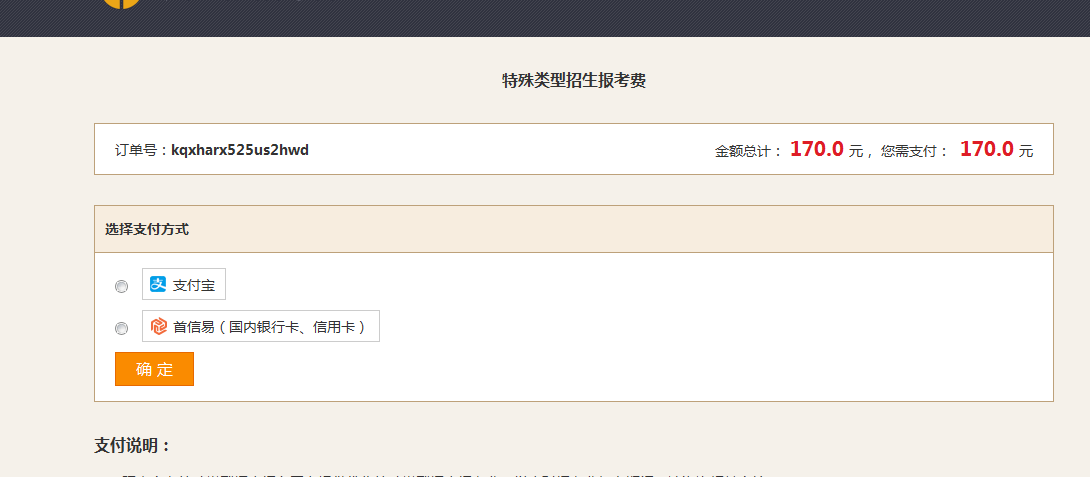 特殊类型招生报考费
订单号：kqxharx525us2hwd
金额总计： 170.0 元， 您需支付： 170.0 元
选择支付方式
支付宝
首信易（国内银行卡、信用卡）
确 定
支付说明：